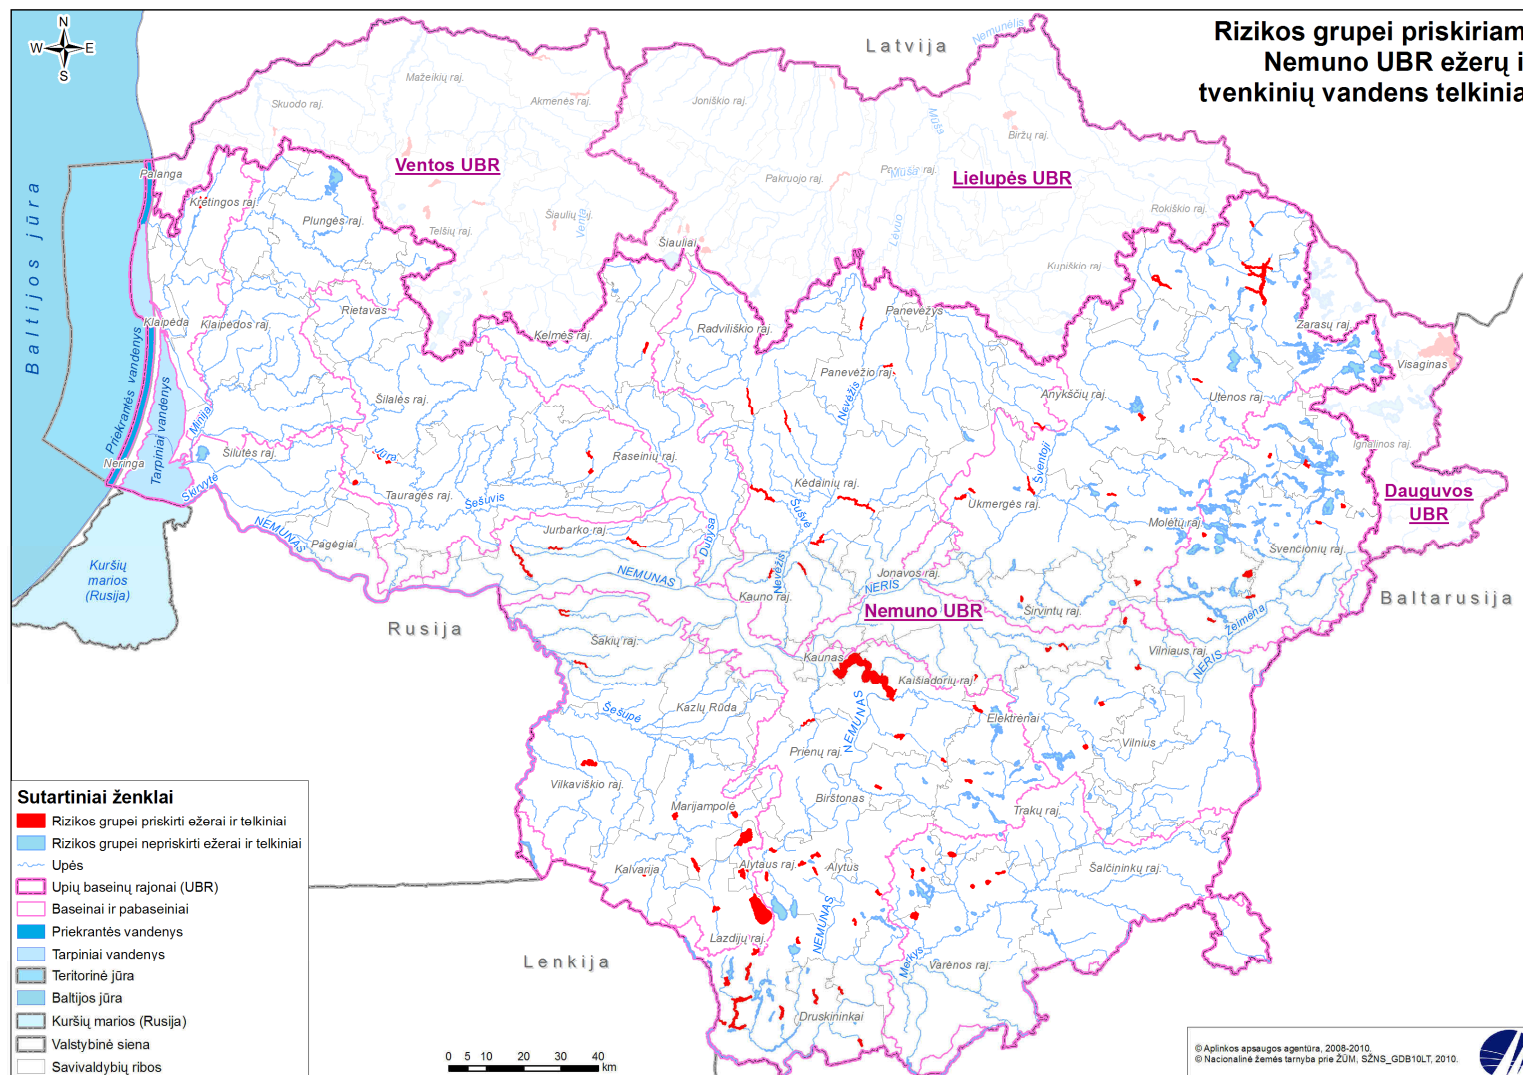 Rizikos grupei priskiriam
Nemuno UBR ežerų i
tvenkinių vandens telkinia
N
W E
S
Latvija
Nemunėlis
Mažeikių raj.
Skuodo raj.
Akmenės raj.
Joniškio raj.
Mūša
Biržų raj.
Ventos UBR
Pakruojo raj.
Mūša
Lielupės UBR
Palanga
Kretingos raj.
Plungės raj.
Telšių raj.
Venta
Šiauliai
Lėvuo
Rokiškio raj.
Kupiškio raj.
Baltijos jūra
Klaipėda
Klaipėdos raj.
Rietavas
Kelmės raj.
Radviliškio raj.
Panevėžys
Zarasų raj.
Visaginas
Priekrantės vandenys
Tarpiniai vandenys
Minija
Šilalės raj.
Panevėžio raj.
Nevėžis
Anykščių raj.
Utenos raj.
Ignalinos raj.
Neringa
Šilutės raj.
Jūra
Raseinių raj.
Šventoji
Skirvytė
Tauragės raj.
Šešuvis
Kėdainių raj.
Šušvė
Ukmergės raj.
Molėtų raj.
Dauguvos
UBR
NEMUNAS
Pagėgiai
Jurbarko raj.
Dubysa
Švenčionių raj.
Kuršių
marios
(Rusija)
NEMUNAS
Nevėžis
Jonavos raj.
Kauno raj.
NERIS
Nemuno UBR
Širvintų raj.
Žeimena
Baltarusija
Rusija
Šakių raj.
Kaunas
Vilniaus raj.
NERIS
Kaišiadorių raj.
Kazlų Rūda
Šešupė
NEMUNAS
Elektrėnai
Prienų raj.
Vilnius
Vilkaviškio raj.
Birštonas
Marijampolė
Trakų raj.
Kalvarija
Alytaus raj.
Alytus
Šalčininkų raj.
NEMUNAS
Lazdijų raj.
Lenkija
Merkys
Varėnos raj.
Druskininkai
Sutartiniai ženklai
Rizikos grupei priskirti ežerai ir telkiniai
Rizikos grupei nepriskirti ežerai ir telkiniai
Upės
Upių baseinų rajonai (UBR)
Baseinai ir pabaseiniai
Priekrantės vandenys
Tarpiniai vandenys
Teritorinė jūra
Baltijos jūra
Kuršių marios (Rusija)
Valstybinė siena
Savivaldybių ribos
0 5 10 20 30 40
km
© Aplinkos apsaugos agentūra, 2008-2010.
© Nacionalinė žemės tarnyba prie ŽŪM, SŽNS_GDB10LT, 2010.